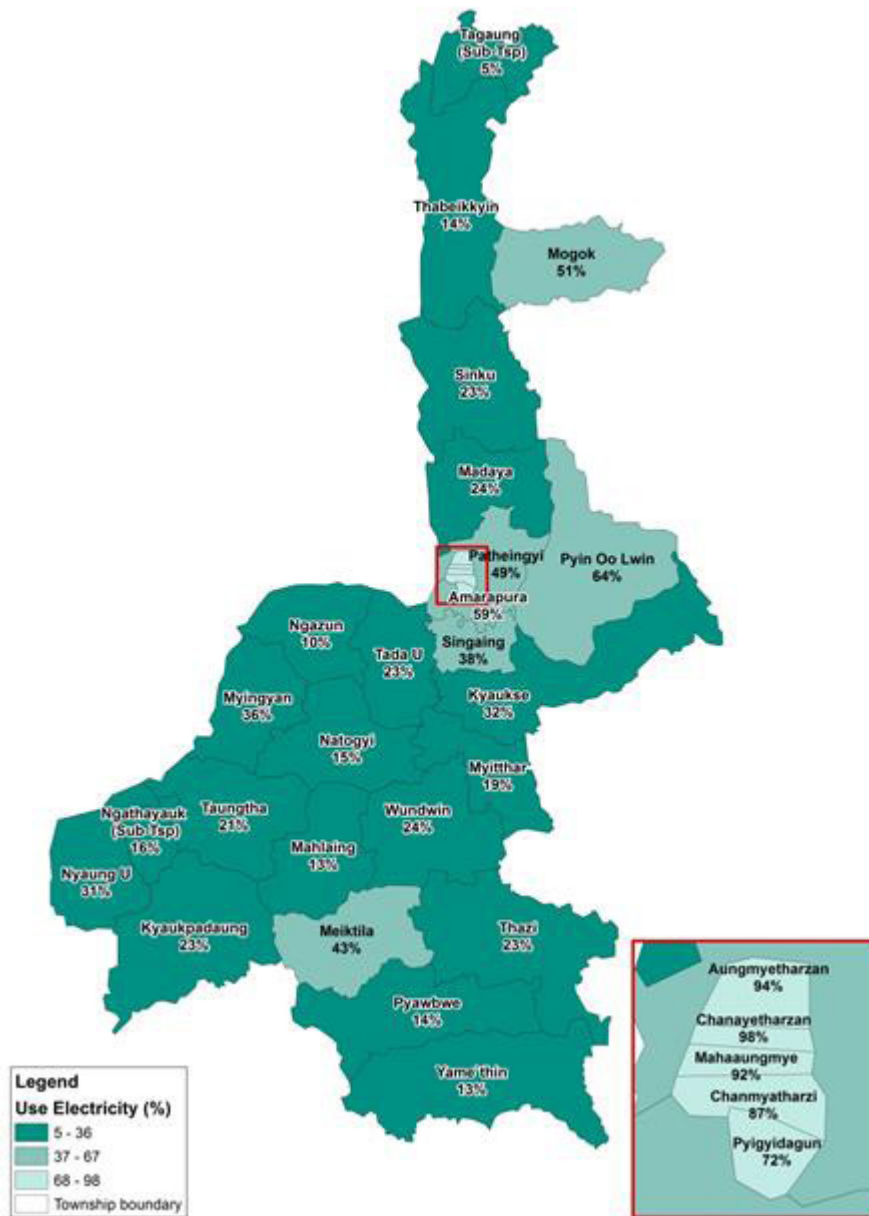 Tagaung
(Sub-Tsp)
5%
Thabeikkyin
14%
Mogok
51%
Sinku
23%
Madaya
24%
Patheingyi
49%
Pyin Oo Lwin
64%
Amarapura
59%
Singaing
38%
Ngazun
10%
Tada U
23%
Myingyan
36%
Kyaukse
32%
Natogyi
15%
Myitthar
19%
Ngathayauk
(Sub-Tsp)
16%
Taungtha
21%
Wundwin
24%
Mahlaing
13%
Nyaung U
31%
Kyaukpadaung
23%
Meiktila
43%
Thazi
23%
Pyawbwe
14%
Yame'thin
13%
Aungmyetharzan
94%
Chanayetharzan
98%
Mahaaungmye
92%
Chanmyatharzi
87%
Pyigyidagun
72%
Legend
Use Electricity (%)
5 - 36
37 - 67
68 - 98
Township boundary